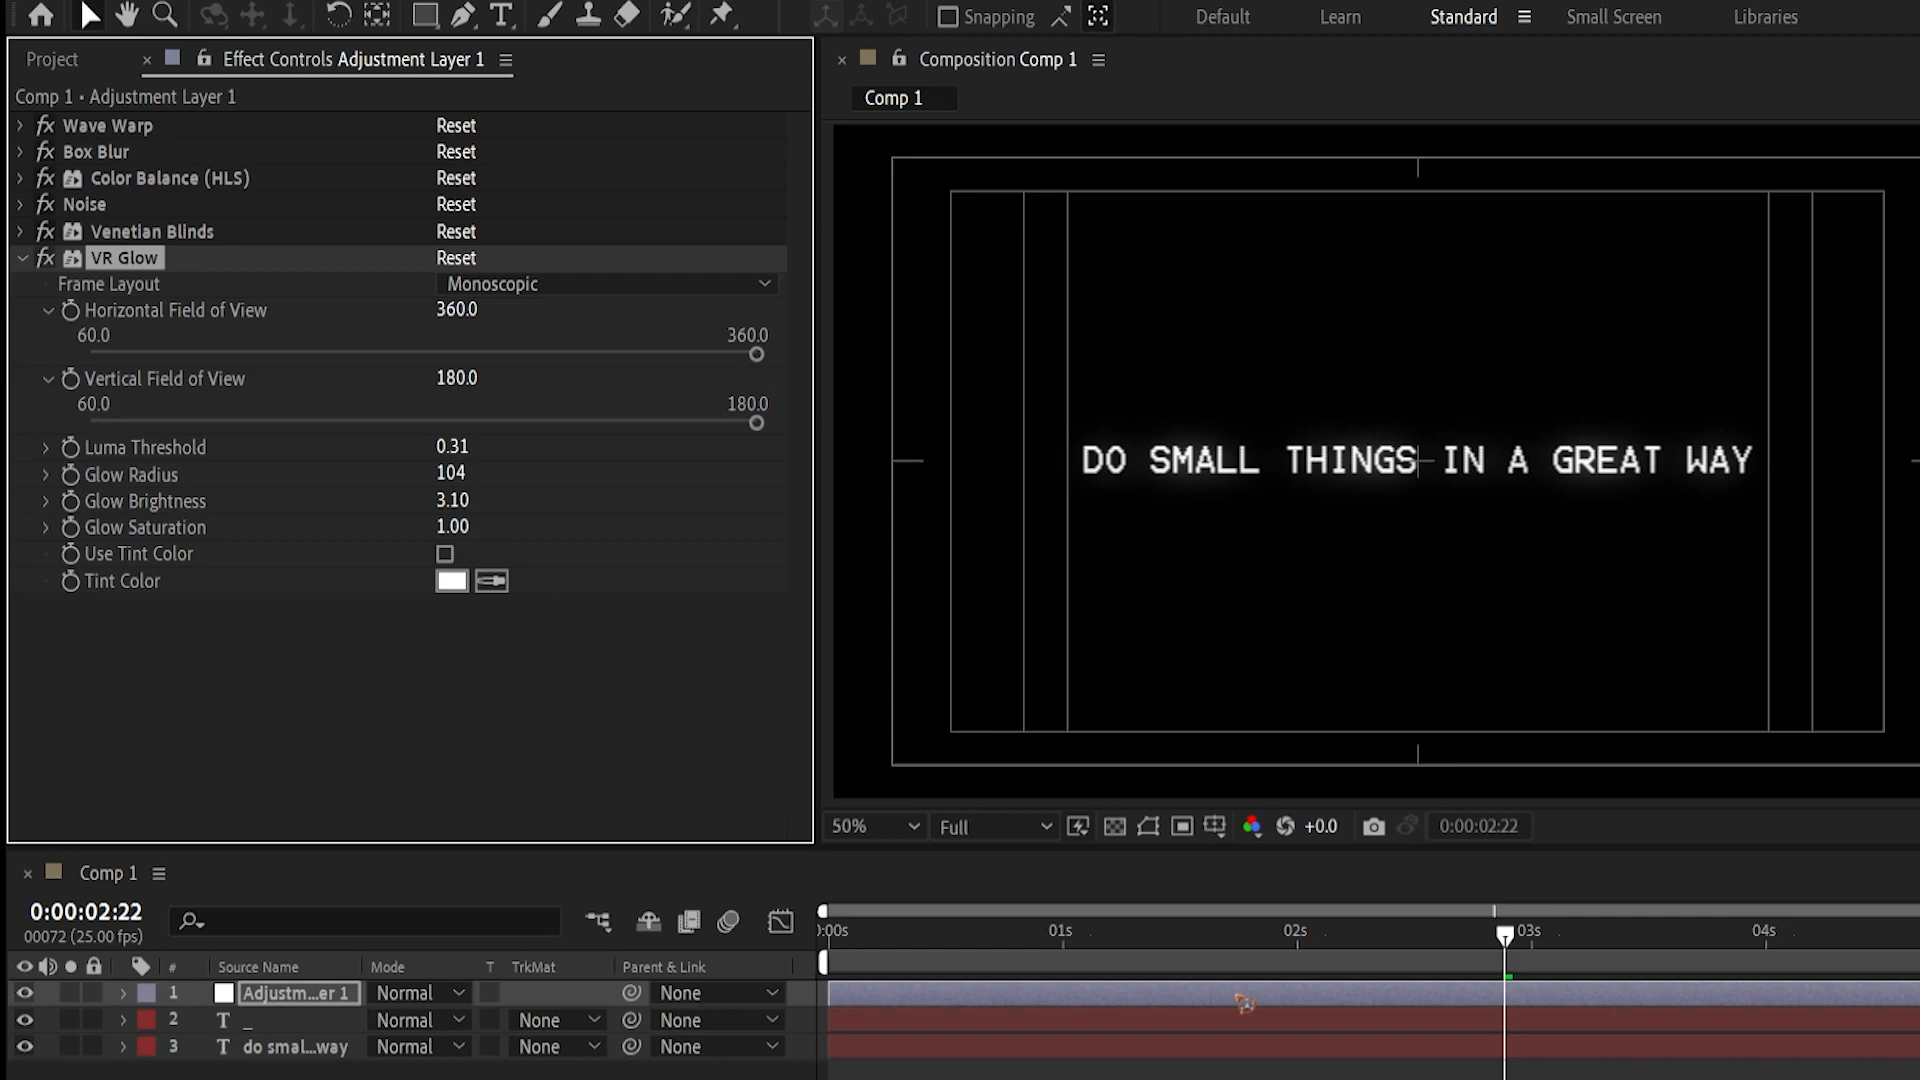 Snapping
Default
Learn
Standard
Small Screen
Libraries
Project
× Effect Controls Adjustment Layer 1
Comp 1 • Adjustment Layer 1
fx Wave Warp Reset
fx Box Blur Reset
fx Color Balance (HLS) Reset
fx Noise Reset
fx Venetian Blinds Reset
fx VR Glow Reset
Frame Layout Monoscopic
Horizontal Field of View 360.0
60.0 360.0
Vertical Field of View 180.0
60.0 180.0
Luma Threshold 0.31
Glow Radius 104
Glow Brightness 3.10
Glow Saturation 1.00
Use Tint Color
Tint Color
× Composition Comp 1
Comp 1
DO SMALL THINGS IN A GREAT WAY
50% Full +0.0 0:00:02:22
× Comp 1
0:00:02:22
00072 (25.00 fps)
):00s 01s 02s 03s 04s
# Source Name Mode T TrkMat Parent & Link
1 Adjustm...er 1 Normal None
2 T _ Normal None None
3 T do smal...way Normal None None